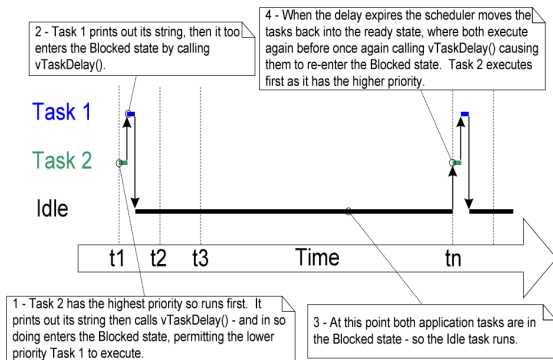 2 - Task 1 prints out its string, then it too
enters the Blocked state by calling
vTaskDelay().
4 - When the delay expires the scheduler moves the
tasks back into the ready state, where both execute
again before once again calling vTaskDelay() causing
them to re-enter the Blocked state. Task 2 executes
first as it has the higher priority.
Task 1
Task 2
Idle
t1 t2 t3 Time tn
1 - Task 2 has the highest priority so runs first. It
prints out its string then calls vTaskDelay() - and in so
doing enters the Blocked state, permitting the lower
priority Task 1 to execute.
3 - At this point both application tasks are in
the Blocked state - so the Idle task runs.